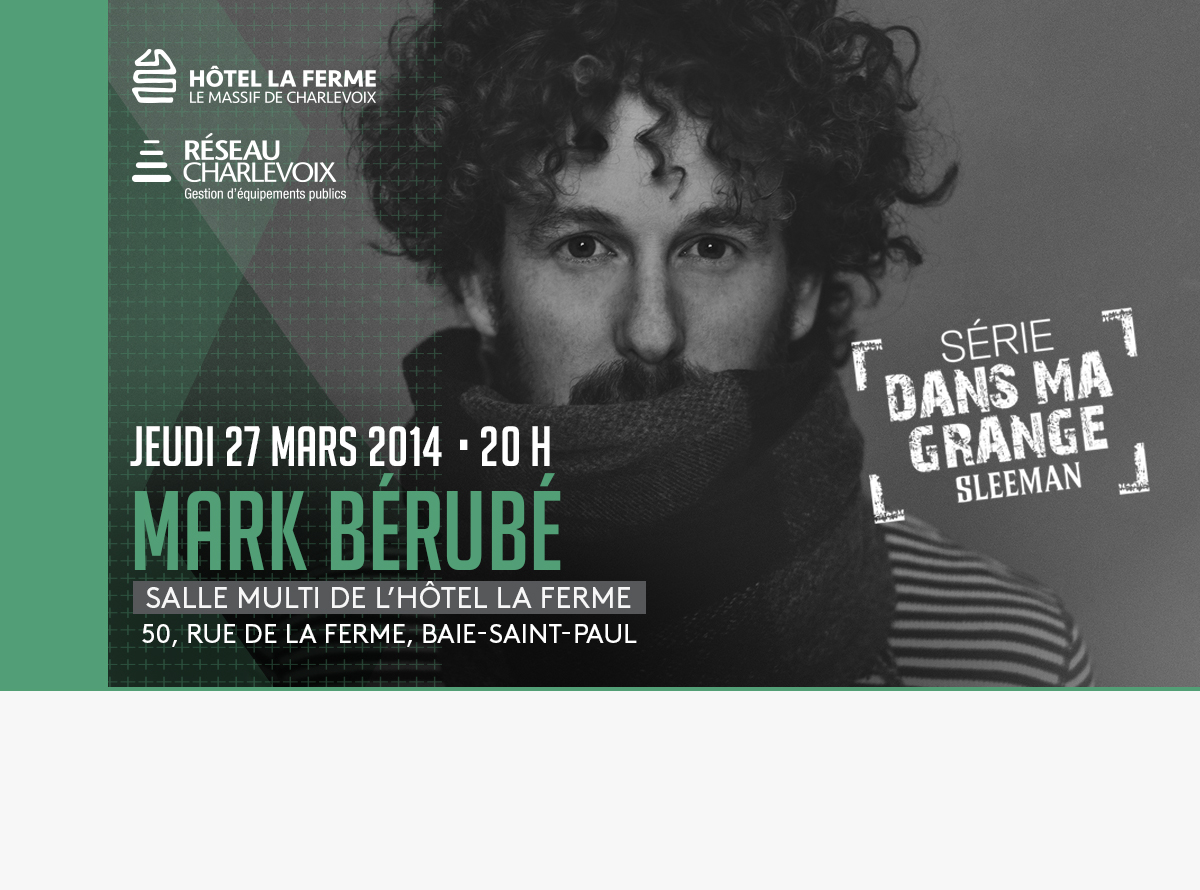 HÔTEL LA FERME
LE MASSIF DE CHARLEVOIX
RÉSEAU
CHARLEVOIX
Gestion d'équipements publics
SÉRIE
DANS MA
GRANGE
SLEEMAN
JEUDI 27 MARS 2014 · 20 H
MARK BÉRUBÉ
SALLE MULTI DE L'HÔTEL LA FERME
50, RUE DE LA FERME, BAIE-SAINT-PAUL